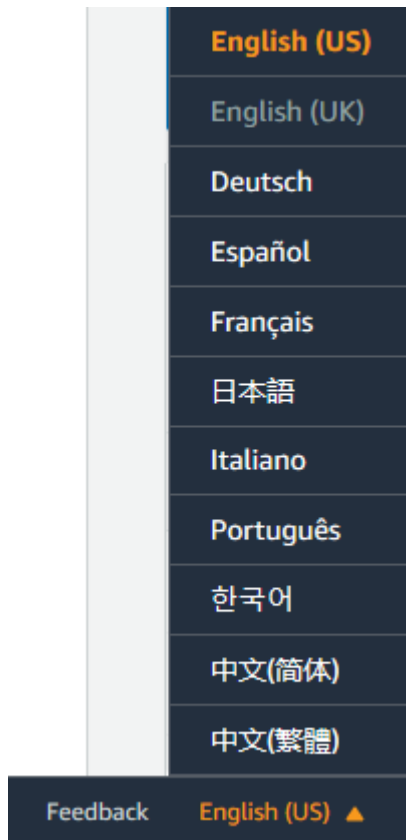 English (US)
English (UK)
Deutsch
Español
Français
日本語
Italiano
Português
한국어
中文(简体)
中文(繁體)
Feedback English (US)